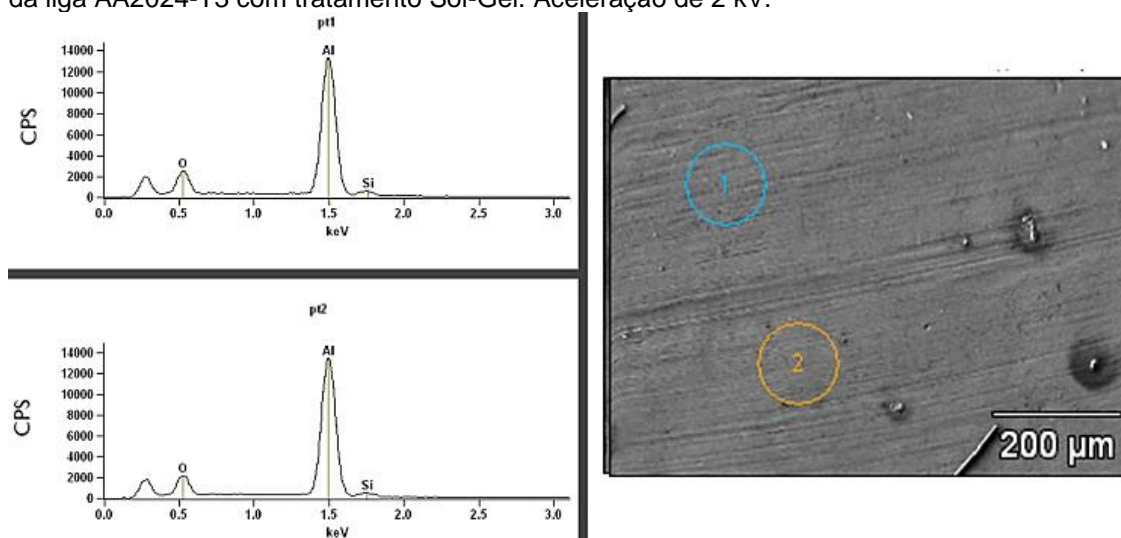 da liga AA2024-T3 com tratamento Sol-Gel. Aceleração de 2 kV.
pt1
14000
12000
10000
8000
6000
4000
2000
0
CPS
Al
O
Si
0.0 0.5 1.0 1.5 2.0 2.5 3.0
keV
pt2
14000
12000
10000
8000
6000
4000
2000
0
CPS
Al
O
Si
0.0 0.5 1.0 1.5 2.0 2.5 3.0
keV
1
2
200 µm